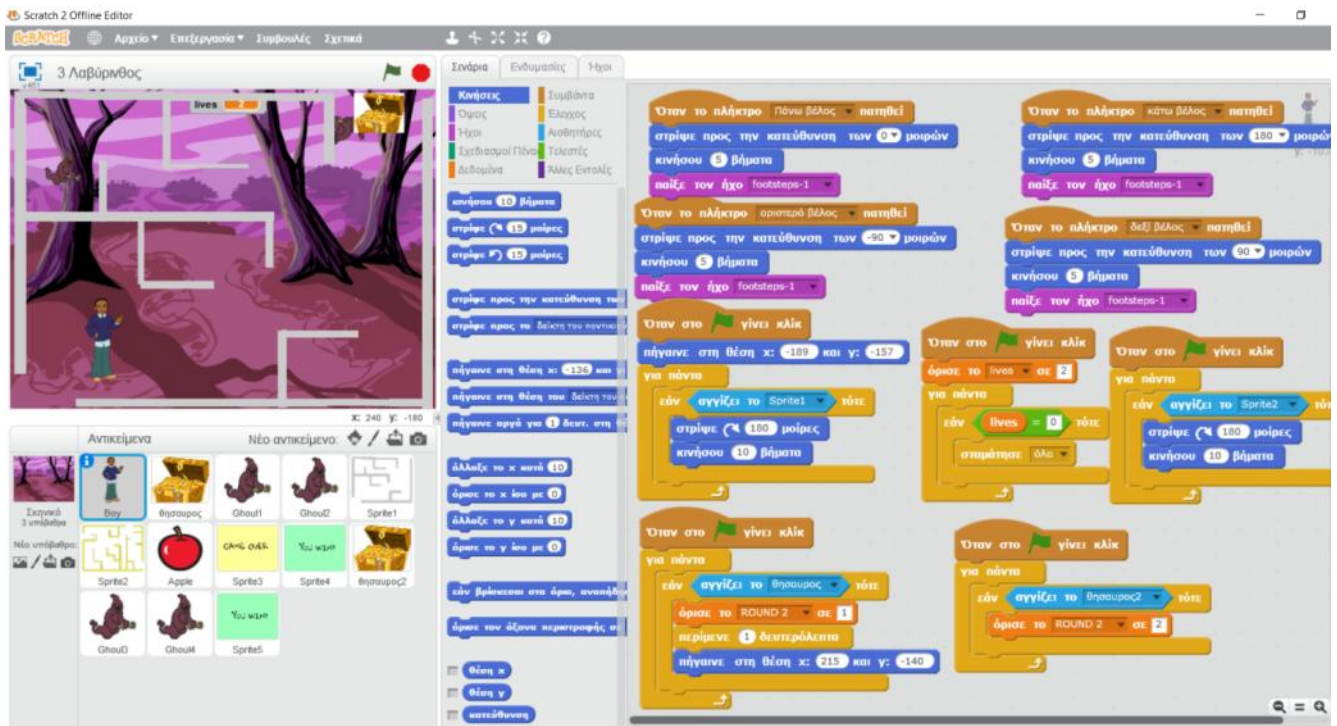 Scratch 2 Offline Editor
SCRATCH Αρχείο Επεξεργασία Συμβουλές Σχετικά
3 Λαβύρινθος
v461
lives 2
x: 240 y: -180
Αντικείμενα Νέο αντικείμενο:
Σκηνικό
3 υπόβαθρα
Νέο υπόβαθρο:
Boy θησαυρος Ghoul1 Ghoul2 Sprite1
GAME OVER YOU WIN!!
Sprite2 Apple Sprite3 Sprite4 θησαυρος2
YOU WIN!!
Ghoul3 Ghoul4 Sprite5
Σενάρια Ενδυμασίες Ήχοι
Κινήσεις Συμβάντα
Όψεις Έλεγχος
Ήχοι Αισθητήρες
Σχεδιασμοί Πένα Τελεστές
Δεδομένα Άλλες Εντολές
κινήσου 10 βήματα
στρίψε 15 μοίρες
στρίψε 15 μοίρες
στρίψε προς την κατεύθυνση των
στρίψε προς το δείκτη του ποντικιο
πήγαινε στη θέση x: -136 και y
πήγαινε στη θέση του δείκτη του
πήγαινε αργά για 1 δευτ. στη θέ
άλλαξε το x κατά 10
όρισε το x ίσο με 0
άλλαξε το y κατά 10
όρισε το y ίσο με 0
εάν βρίσκεσαι στα όρια, αναπήδη
όρισε τον άξονα περιστροφής σε
θέση x
θέση y
κατεύθυνση
Όταν το πλήκτρο Πάνω βέλος πατηθεί
στρίψε προς την κατεύθυνση των 0 μοιρών
κινήσου 5 βήματα
παίξε τον ήχο footsteps-1
Όταν το πλήκτρο αριστερό βέλος πατηθεί
στρίψε προς την κατεύθυνση των -90 μοιρών
κινήσου 5 βήματα
παίξε τον ήχο footsteps-1
Όταν το πλήκτρο κάτω βέλος πατηθεί
στρίψε προς την κατεύθυνση των 180 μοιρώ
κινήσου 5 βήματα
παίξε τον ήχο footsteps-1
Όταν το πλήκτρο δεξί βέλος πατηθεί
στρίψε προς την κατεύθυνση των 90 μοιρών
κινήσου 5 βήματα
παίξε τον ήχο footsteps-1
Όταν στο γίνει κλίκ
πήγαινε στη θέση x: -189 και y: -157
για πάντα
εάν αγγίζει το Sprite1 τότε
στρίψε 180 μοίρες
κινήσου 10 βήματα
Όταν στο γίνει κλίκ
όρισε το lives σε 2
για πάντα
εάν lives = 0 τότε
σταμάτησε όλα
Όταν στο γίνει κλίκ
για πάντα
εάν αγγίζει το Sprite2 τότ
στρίψε 180 μοίρες
κινήσου 10 βήματα
Όταν στο γίνει κλίκ
για πάντα
εάν αγγίζει το θησαυρος τότε
όρισε το ROUND 2 σε 1
περίμενε 1 δευτερόλεπτα
πήγαινε στη θέση x: 215 και y: -140
Όταν στο γίνει κλίκ
για πάντα
εάν αγγίζει το θησαυρος2 τότε
όρισε το ROUND 2 σε 2